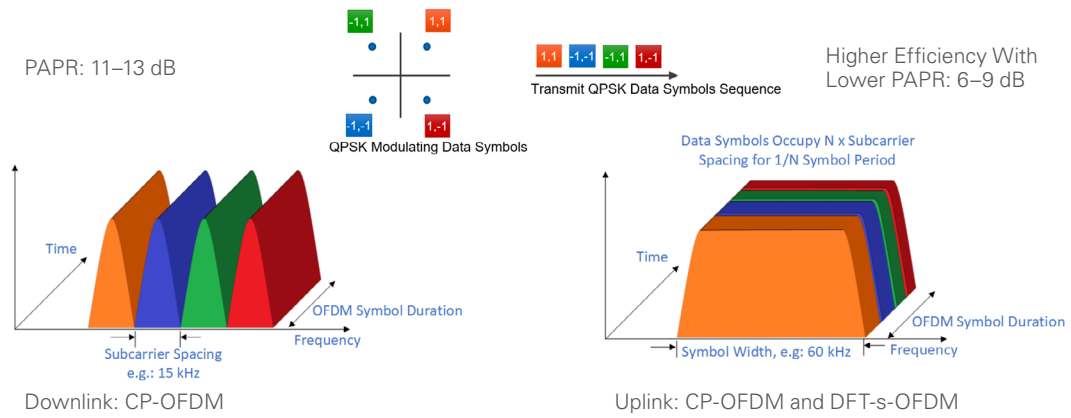 PAPR: 11–13 dB
-1,1
1,1
-1,-1
1,-1
QPSK Modulating Data Symbols
1,1
-1,-1
-1,1
1,-1
Transmit QPSK Data Symbols Sequence
Higher Efficiency With
Lower PAPR: 6–9 dB
Time
OFDM Symbol Duration
Frequency
Subcarrier Spacing
e.g.: 15 kHz
Downlink: CP-OFDM
Data Symbols Occupy N x Subcarrier
Spacing for 1/N Symbol Period
Time
OFDM Symbol Duration
Symbol Width, e.g: 60 kHz
Frequency
Uplink: CP-OFDM and DFT-s-OFDM